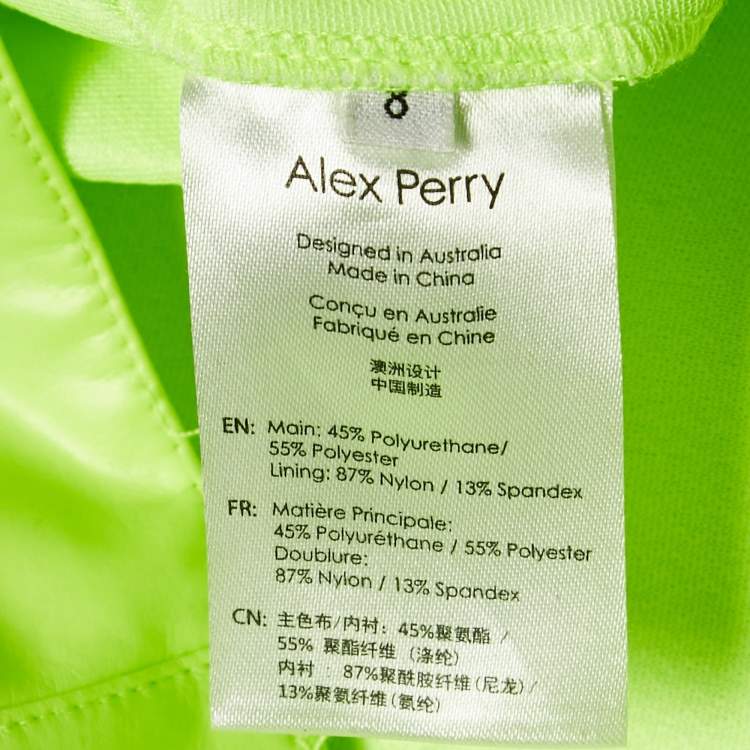 8
Alex Perry
Designed in Australia
Made in China
Conçu en Australie
Fabriqué en Chine
澳洲设计
中国制造
EN: Main: 45% Polyurethane/
55% Polyester
Lining: 87% Nylon / 13% Spandex
FR: Matière Principale:
45% Polyuréthane / 55% Polyester
Doublure:
87% Nylon / 13% Spandex
CN: 主色布/内衬: 45%聚氨酯 /
55% 聚酯纤维 (涤纶)
内衬 : 87%聚酰胺纤维(尼龙)/
13%聚氨纤维(氨纶)